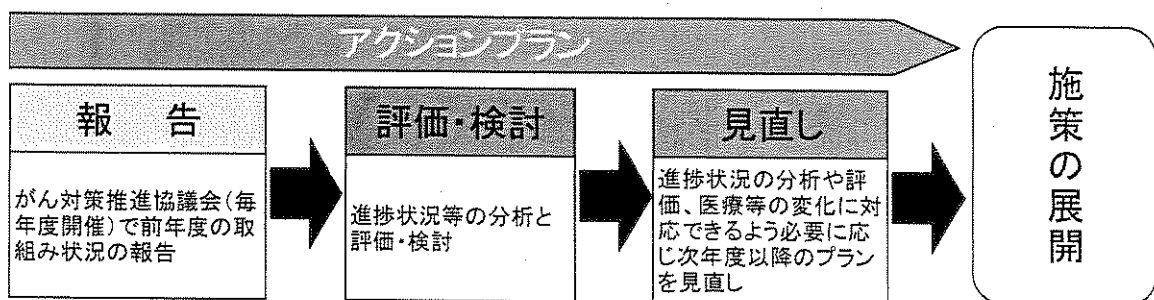 アクションプラン
報　告
がん対策推進協議会(毎
年度開催)で前年度の取
組み状況の報告
評価・検討
進捗状況等の分析と
評価・検討
見直し
進捗状況の分析や評
価、医療等の変化に対
応できるよう必要に応
じ次年度以降のプラン
を見直し
施策の展開